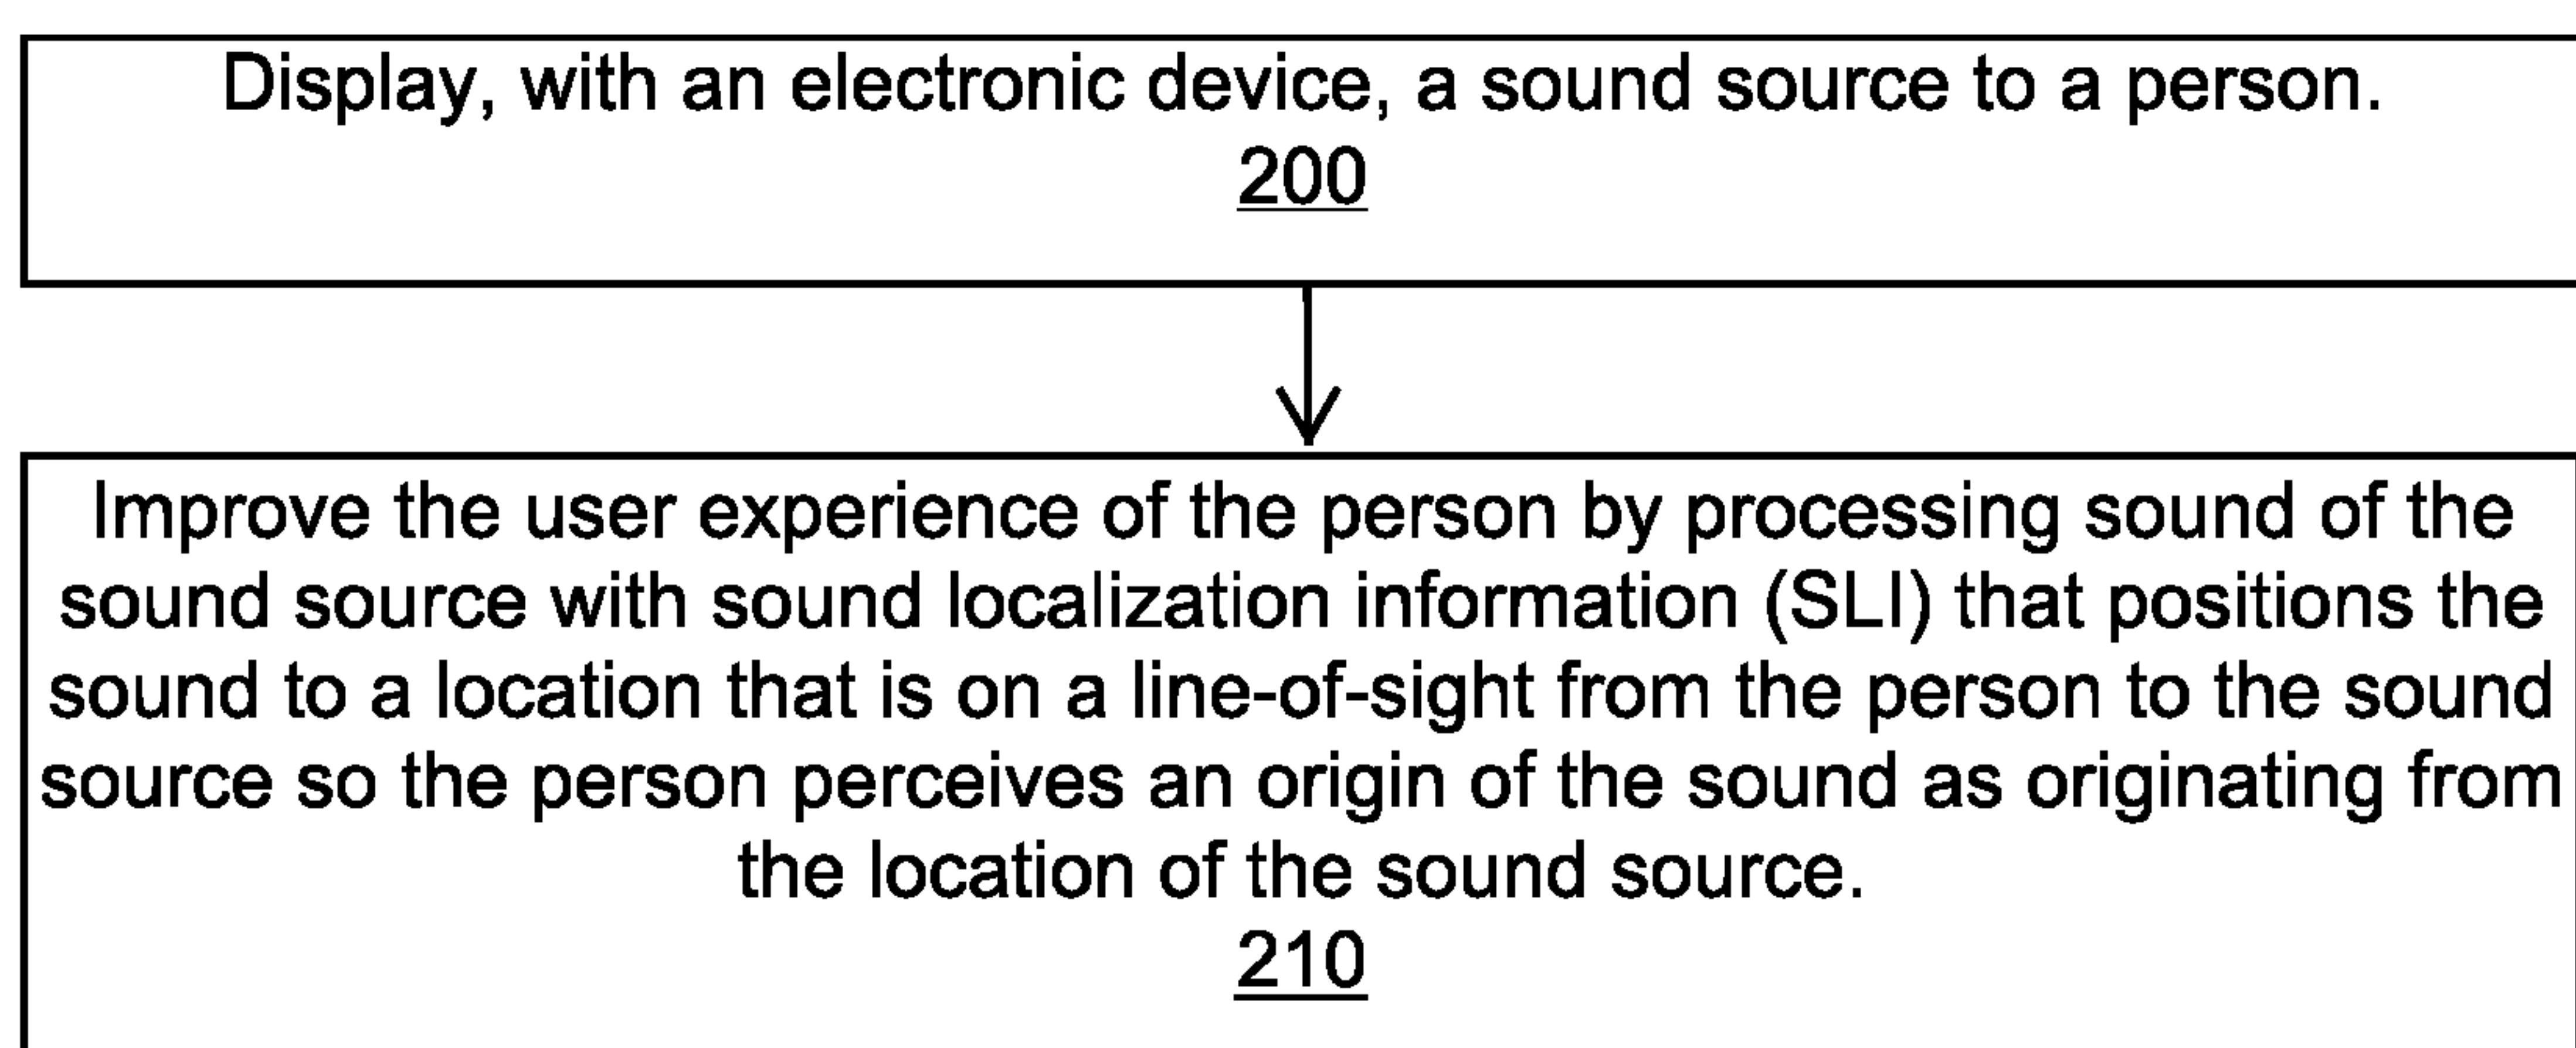 Display, with an electronic device, a sound source to a person.
200
Improve the user experience of the person by processing sound of the
sound source with sound localization information (SLI) that positions the
sound to a location that is on a line-of-sight from the person to the sound
source so the person perceives an origin of the sound as originating from
the location of the sound source.
210